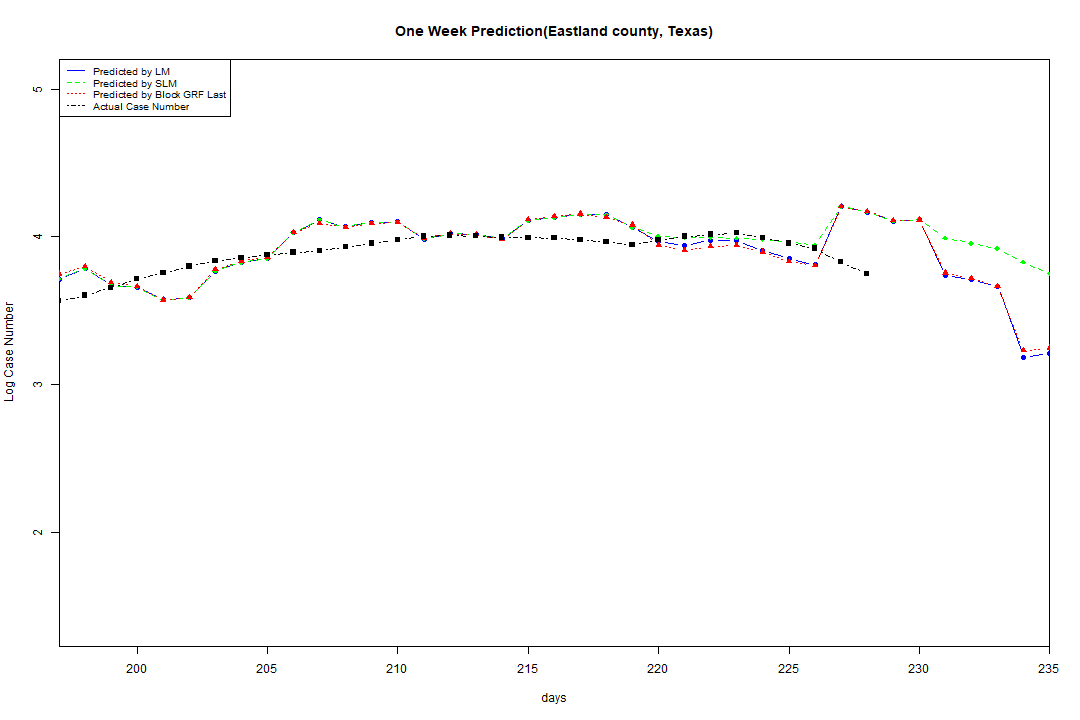 One Week Prediction(Eastland county, Texas)
Predicted by LM
Predicted by SLM
Predicted by Block GRF Last
Actual Case Number
5
4
3
2
Log Case Number
200 205 210 215 220 225 230 235
days